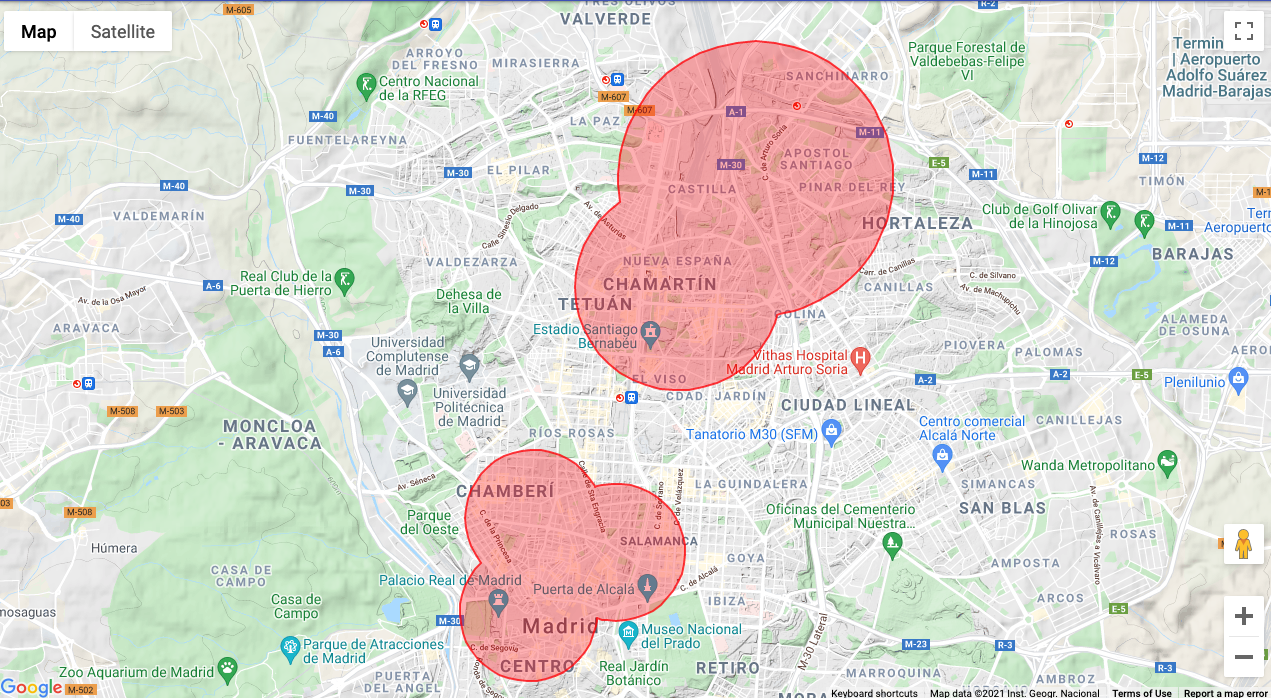 M-605
TRES OLIVOS
VALVERDE
R-2
Map
Satellite
ARROYO
DEL FRESNO
MIRASIERRA
Parque Forestal de
Valdebebas-Felipe
VI
Aeropuerto
Adolfo Suárez
Madrid-Barajas
SANCHINARRO
Centro Nacional
de la RFEG
M-607
M-607
A-1
M-40
LA PAZ
M-11
FUENTELAREYNA
C. de Arturo Soria
APOSTOL
SANTIAGO
E-5
M-12
M-30
EL PILAR
M-30
M-11
TIMÓN
M-40
M-30
CASTILLA
PINAR DEL REY
M-40
VALDEMARÍN
Calle Sinesio Delgado
Av. de Asturias
HORTALEZA
Club de Golf Olivar
de la Hinojosa
M-11
Aeropuerto
VALDEZARZA
NUEVA ESPAÑA
M-12
BARAJAS
Real Club de la
Puerta de Hierro
A-6
Av. de la Osa Mayor
CHAMARTÍN
Carr. de Canillas
C. de Silvano
CANILLAS
Av. de Machupichu
Dehesa de
la Villa
TETUÁN
ARAVACA
M-30
A-6
Estadio Santiago
Bernabéu
COLINA
ALAMEDA
DE OSUNA
Universidad
Complutense
de Madrid
Vithas Hospital
Madrid Arturo Soria
PIOVERA
PALOMAS
EL VISO
A-2
A-2
E-5
Plenilunio
M-508
M-503
Universidad
Politécnica
de Madrid
CDAD. JARDÍN
CIUDAD LINEAL
MONCLOA
- ARAVACA
RÍOS ROSAS
Tanatorio M30 (SFM)
Centro comercial
Alcalá Norte
CANILLEJAS
Wanda Metropolitano
Av. Séneca
CHAMBERÍ
Calle de Sta Engracia
C. de Serrano
C. de Velázquez
LA GUINDALERA
SIMANCAS
M-508
Parque
del Oeste
C. de la Princesa
Oficinas del Cementerio
Municipal Nuestra...
SAN BLAS
Av. de Canillejas a Vicálvaro
ROSAS
Húmera
SALAMANCA
GOYA
AMPOSTA
CASA DE
CAMPO
Palacio Real de Madrid
Puerta de Alcalá
C. de Alcalá
Casa de
Campo
IBIZA
ARCOS
E-5
M-30
Madrid
Museo Nacional
del Prado
M-30 Lateral
Parque de Atracciones
de Madrid
C. de Segovia
M-23
R-3
CENTRO
Real Jardín
Botánico
RETIRO
R-3
Zoo Aquarium de Madrid
PUERTA
DEL ANGEL
MARROQUINA
AMBROZ
Google
M-502
Keyboard shortcuts
Map data ©2021 Inst. Geogr. Nacional
Terms of Use
Report a map error